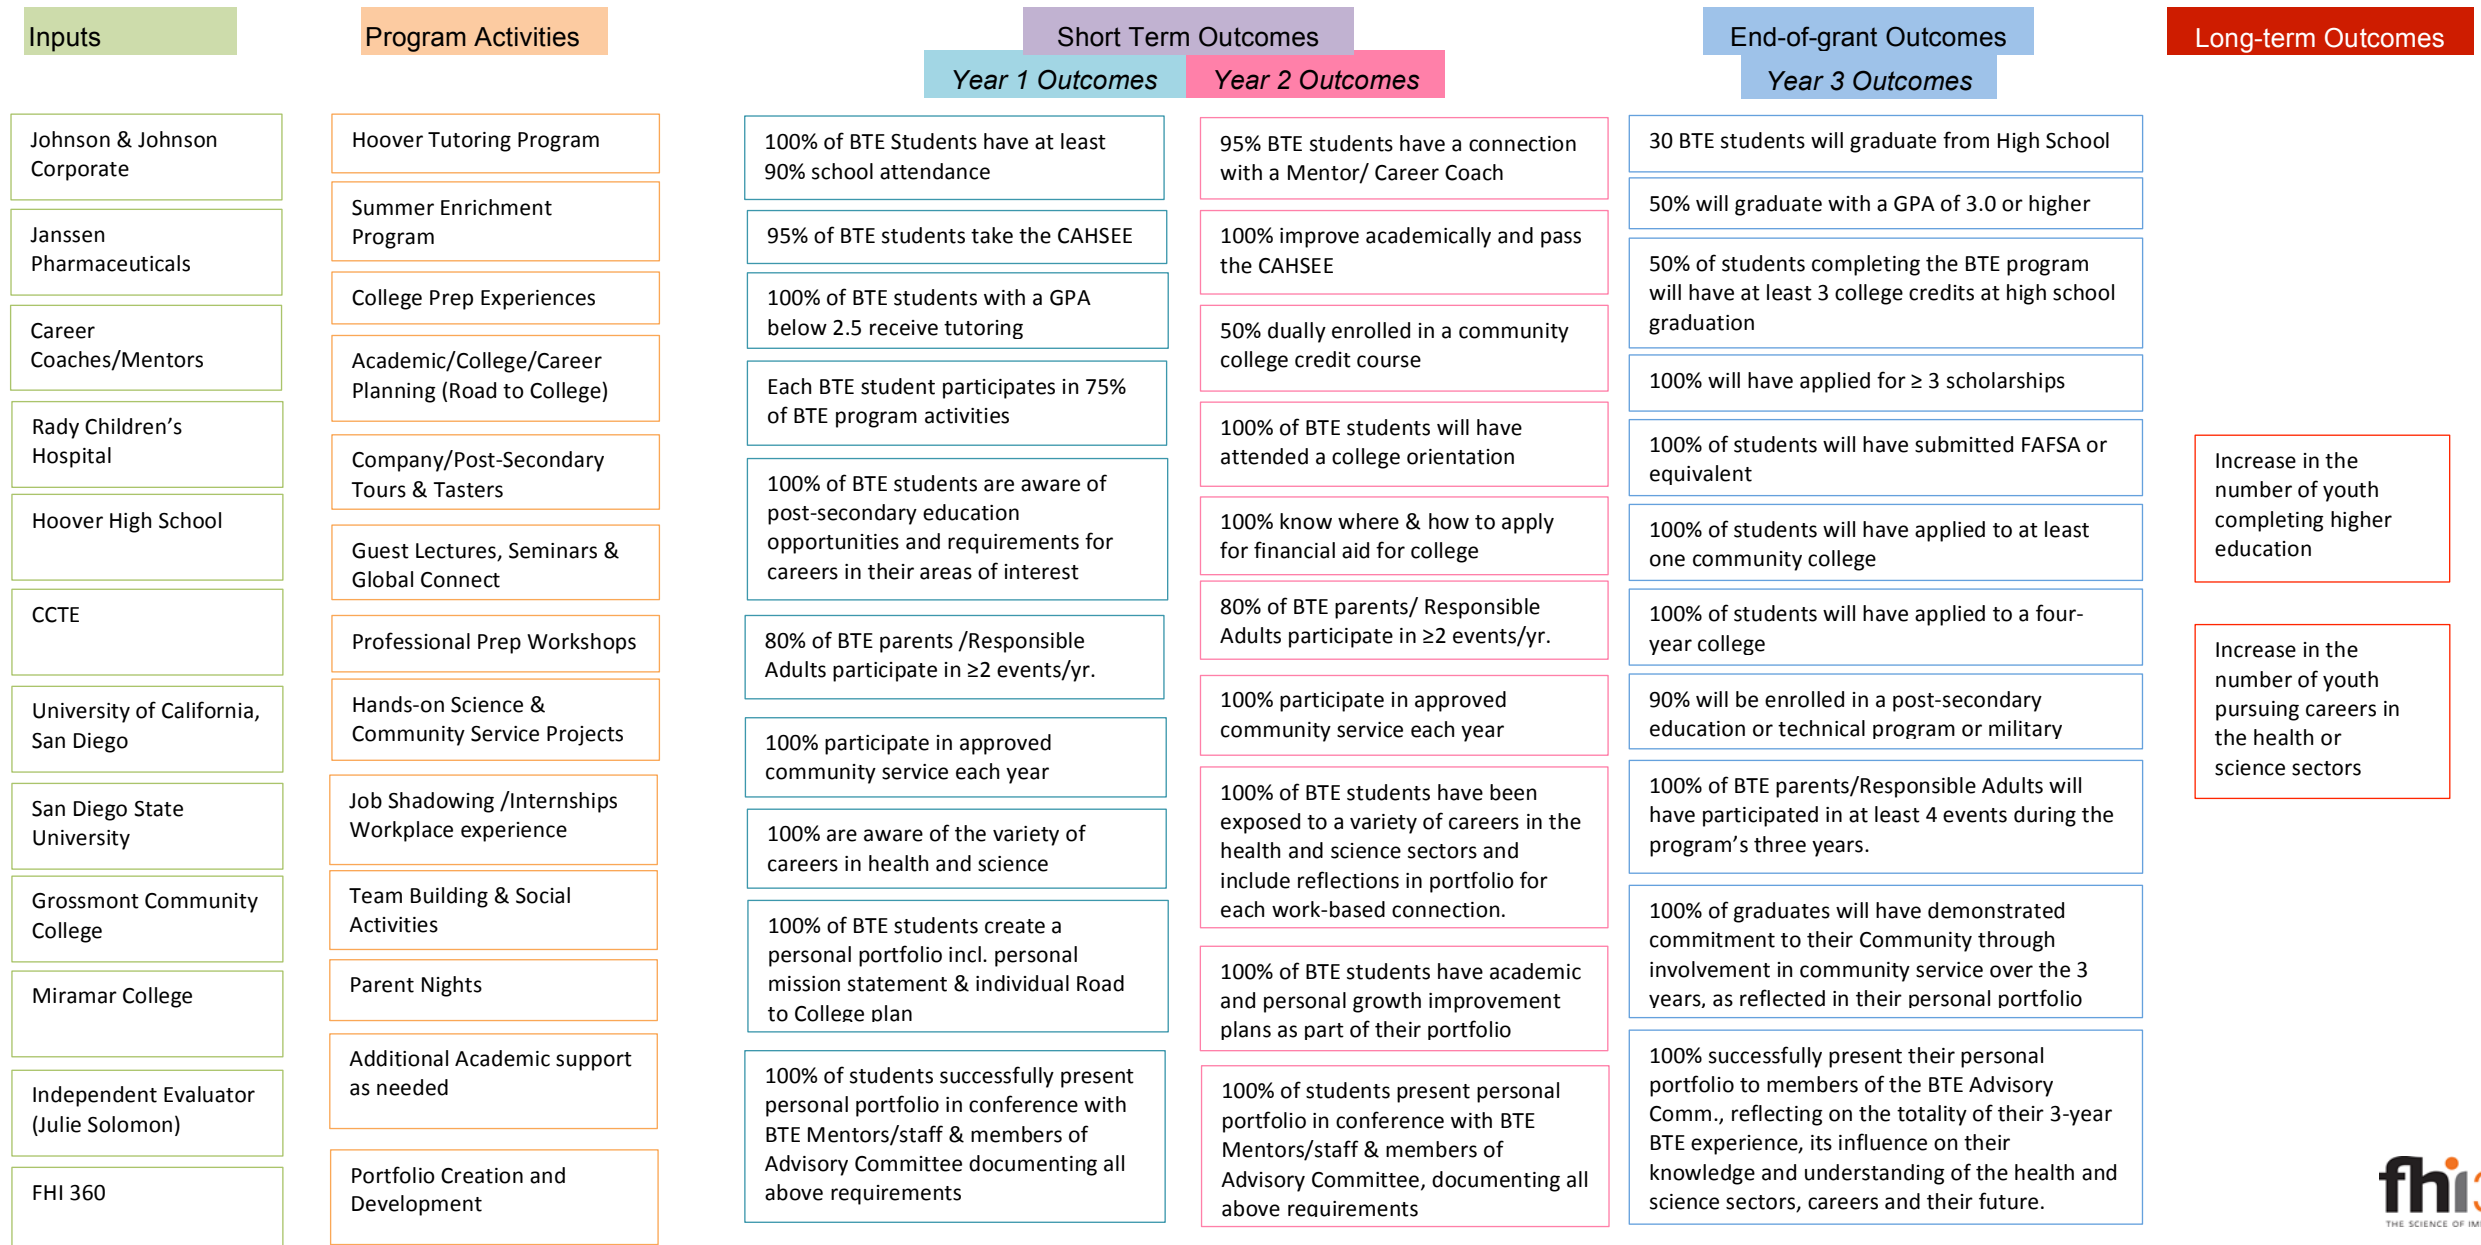 Inputs
Program Activities
Short Term Outcomes
End-of-grant Outcomes
Long-term Outcomes
Year 1 Outcomes
Year 2 Outcomes
Year 3 Outcomes
Johnson & Johnson
Corporate
Janssen
Pharmaceuticals
Career
Coaches/Mentors
Rady Children’s
Hospital
Hoover High School
CCTE
University of California,
San Diego
San Diego State
University
Grossmont Community
College
Miramar College
Independent Evaluator
(Julie Solomon)
FHI 360
Hoover Tutoring Program
Summer Enrichment
Program
College Prep Experiences
Academic/College/Career
Planning (Road to College)
Company/Post-Secondary
Tours & Tasters
Guest Lectures, Seminars &
Global Connect
Professional Prep Workshops
Hands-on Science &
Community Service Projects
Job Shadowing /Internships
Workplace experience
Team Building & Social
Activities
Parent Nights
Additional Academic support
as needed
Portfolio Creation and
Development
100% of BTE Students have at least
90% school attendance
95% of BTE students take the CAHSEE
100% of BTE students with a GPA
below 2.5 receive tutoring
Each BTE student participates in 75%
of BTE program activities
100% of BTE students are aware of
post-secondary education
opportunities and requirements for
careers in their areas of interest
80% of BTE parents /Responsible
Adults participate in ≥2 events/yr.
100% participate in approved
community service each year
100% are aware of the variety of
careers in health and science
100% of BTE students create a
personal portfolio incl. personal
mission statement & individual Road
to College plan
100% of students successfully present
personal portfolio in conference with
BTE Mentors/staff & members of
Advisory Committee documenting all
above requirements
95% BTE students have a connection
with a Mentor/ Career Coach
100% improve academically and pass
the CAHSEE
50% dually enrolled in a community
college credit course
100% of BTE students will have
attended a college orientation
100% know where & how to apply
for financial aid for college
80% of BTE parents/ Responsible
Adults participate in ≥2 events/yr.
100% participate in approved
community service each year
100% of BTE students have been
exposed to a variety of careers in the
health and science sectors and
include reflections in portfolio for
each work-based connection.
100% of BTE students have academic
and personal growth improvement
plans as part of their portfolio
100% of students present personal
portfolio in conference with BTE
Mentors/staff & members of
Advisory Committee, documenting all
above requirements
30 BTE students will graduate from High School
50% will graduate with a GPA of 3.0 or higher
50% of students completing the BTE program
will have at least 3 college credits at high school
graduation
100% will have applied for ≥ 3 scholarships
100% of students will have submitted FAFSA or
equivalent
100% of students will have applied to at least
one community college
100% of students will have applied to a four-
year college
90% will be enrolled in a post-secondary
education or technical program or military
100% of BTE parents/Responsible Adults will
have participated in at least 4 events during the
program’s three years.
100% of graduates will have demonstrated
commitment to their Community through
involvement in community service over the 3
years, as reflected in their personal portfolio
100% successfully present their personal
portfolio to members of the BTE Advisory
Comm., reflecting on the totality of their 3-year
BTE experience, its influence on their
knowledge and understanding of the health and
science sectors, careers and their future.
Increase in the
number of youth
completing higher
education
Increase in the
number of youth
pursuing careers in
the health or
science sectors
fhi
THE SCIENCE OF